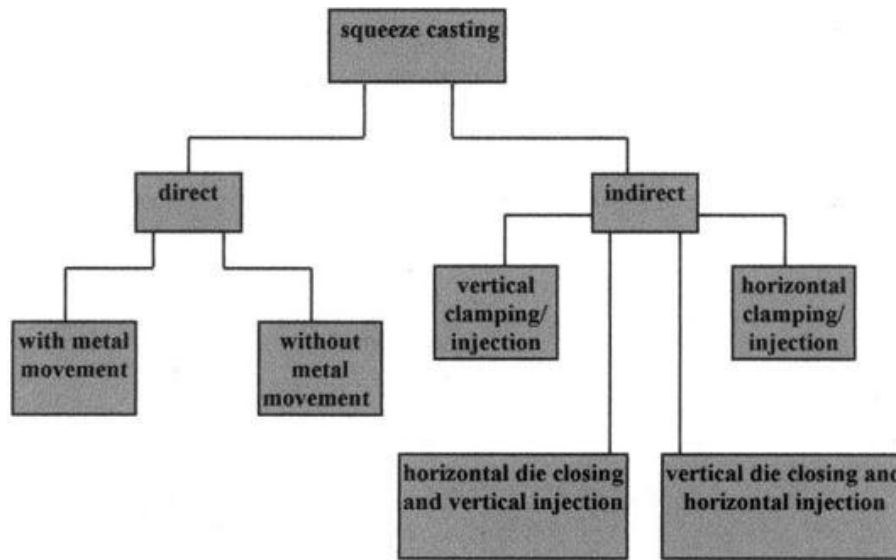 squeeze casting
direct
indirect
vertical
clamping/
injection
horizontal
clamping/
injection
with metal
movement
without
metal
movement
horizontal die closing
and vertical injection
vertical die closing and
horizontal injection